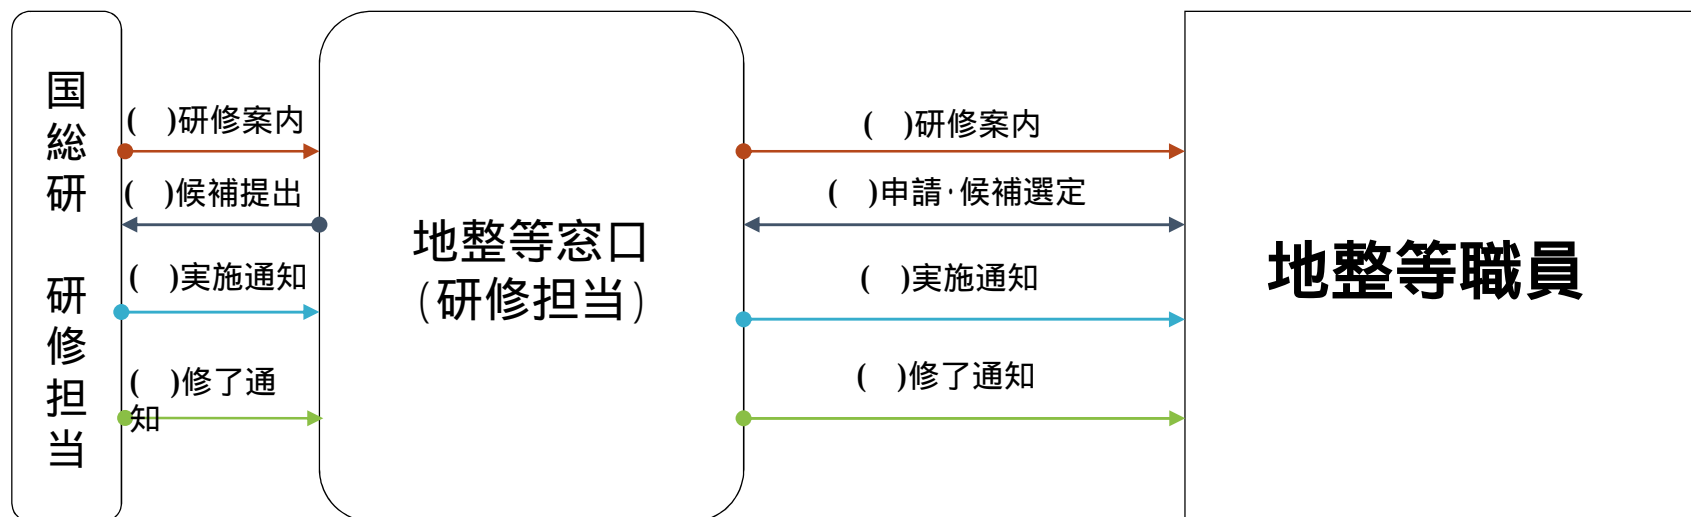 国総研 研修担当
(　)研修案内
(　)候補提出
(　)実施通知
(　)修了通
知
地整等窓口
(研修担当)
(　)研修案内
(　)申請・候補選定
(　)実施通知
(　)修了通知
地整等職員